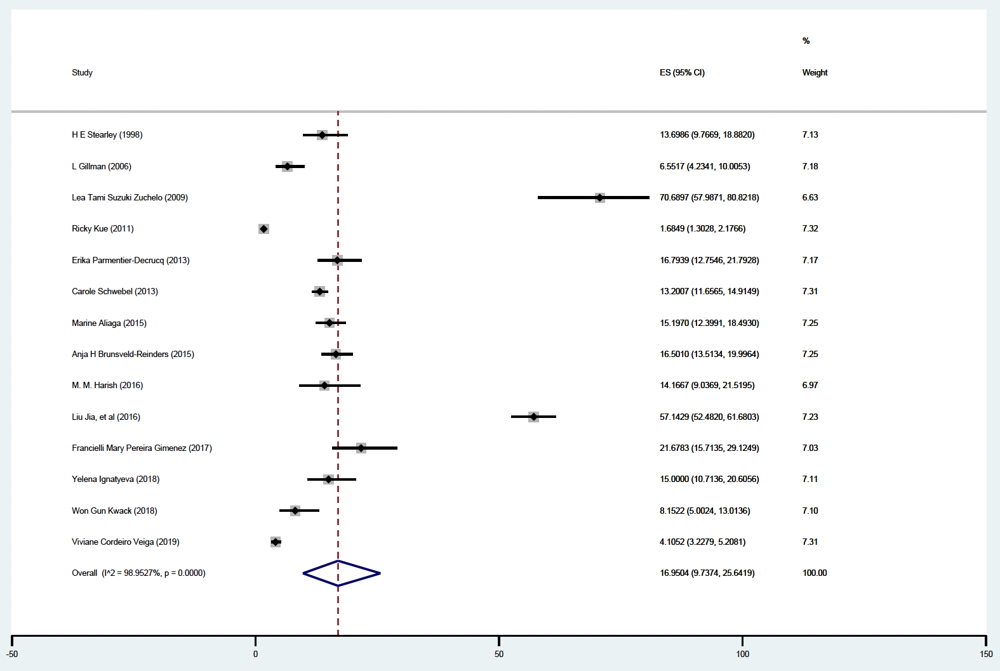 %
Study ES (95% CI) Weight
H E Stearley (1998) 13.6986 (9.7669, 18.8820) 7.13
L Gillman (2006) 6.5517 (4.2341, 10.0053) 7.18
Lea Tami Suzuki Zuchelo (2009) 70.6897 (57.9871, 80.8218) 6.63
Ricky Kue (2011) 1.6849 (1.3028, 2.1766) 7.32
Erika Parmentier-Decrucq (2013) 16.7939 (12.7546, 21.7928) 7.17
Carole Schwebel (2013) 13.2007 (11.6565, 14.9149) 7.31
Marine Aliaga (2015) 15.1970 (12.3991, 18.4930) 7.25
Anja H Brunsveld-Reinders (2015) 16.5010 (13.5134, 19.9964) 7.25
M. M. Harish (2016) 14.1667 (9.0369, 21.5195) 6.97
Liu Jia, et al (2016) 57.1429 (52.4820, 61.6803) 7.23
Francielli Mary Pereira Gimenez (2017) 21.6783 (15.7135, 29.1249) 7.03
Yelena Ignatyeva (2018) 15.0000 (10.7136, 20.6056) 7.11
Won Gun Kwack (2018) 8.1522 (5.0024, 13.0136) 7.10
Viviane Cordeiro Veiga (2019) 4.1052 (3.2279, 5.2081) 7.31
Overall (I^2 = 98.9527%, p = 0.0000) 16.9504 (9.7374, 25.6419) 100.00
-50 0 50 100 150